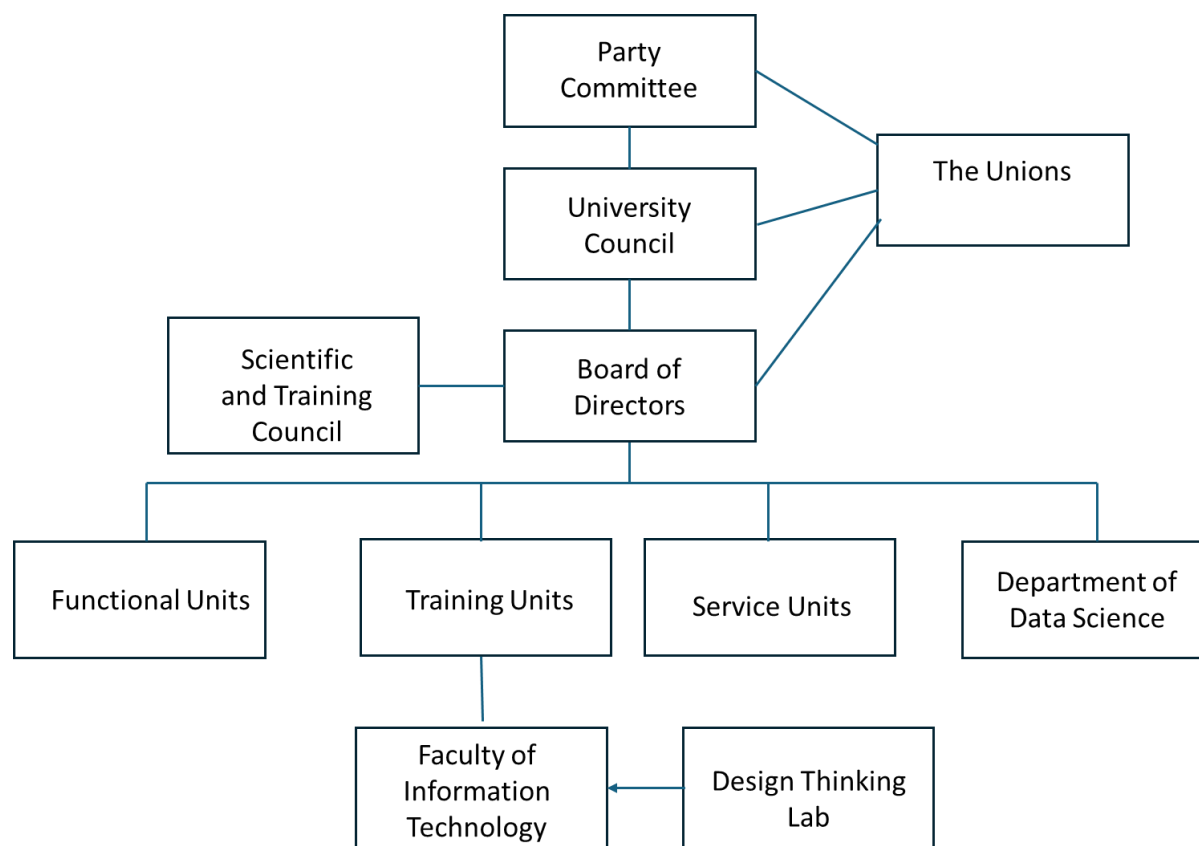 Party
Committee
The Unions
University
Council
Scientific
and Training
Council
Board of
Directors
Functional Units
Training Units
Service Units
Department of
Data Science
Faculty of
Information
Technology
Design Thinking
Lab